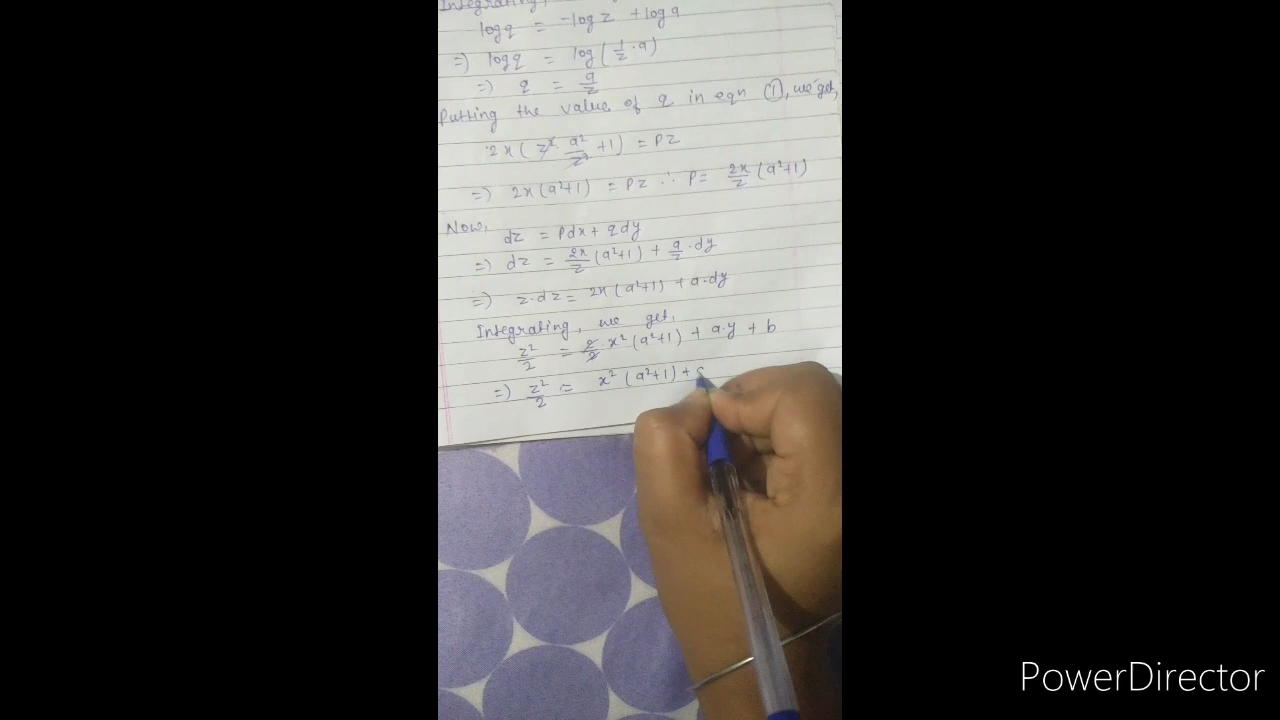 Integrating,
log q = -log z + log a
=) log q = log (1/z · a)
=) q = a/z
Putting the value of q in eqn ①, we get,
2x (z² · a²/z² + 1) = Pz
=) 2x (a²+1) = Pz ∴ P = 2x/z (a²+1)
Now,
dz = Pdx + qdy
=) dz = 2x/z (a²+1) + a/z · dy
=) z·dz = 2x (a²+1) + a·dy
Integrating, we get,
z²/2 = 2/2 · x² (a²+1) + a·y + b
=) z²/2 = x² (a²+1) +
PowerDirector